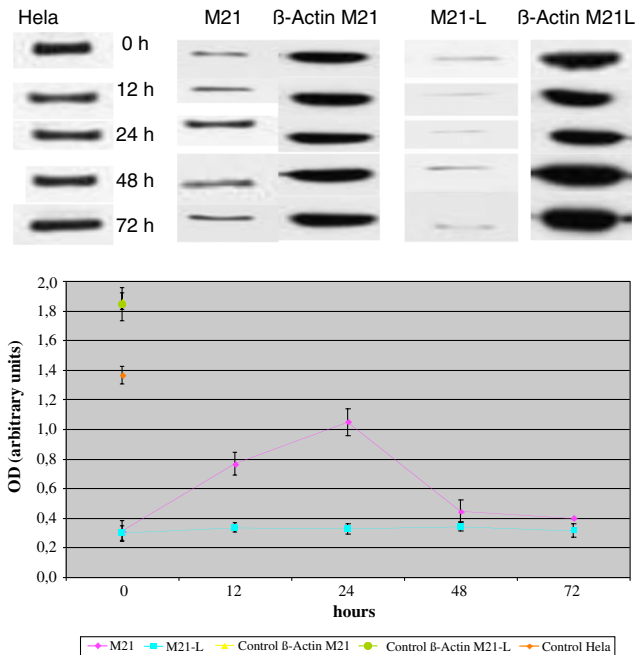 Hela M21 ß-Actin M21 M21-L ß-Actin M21L
0 h
12 h
24 h
48 h
72 h
2,0
1,8
1,6
1,4
1,2
1,0
0,8
0,6
0,4
0,2
0,0
OD (arbitrary units)
0 12 24 48 72
hours
M21 M21-L Control ß-Actin M21 Control ß-Actin M21-L Control Hela